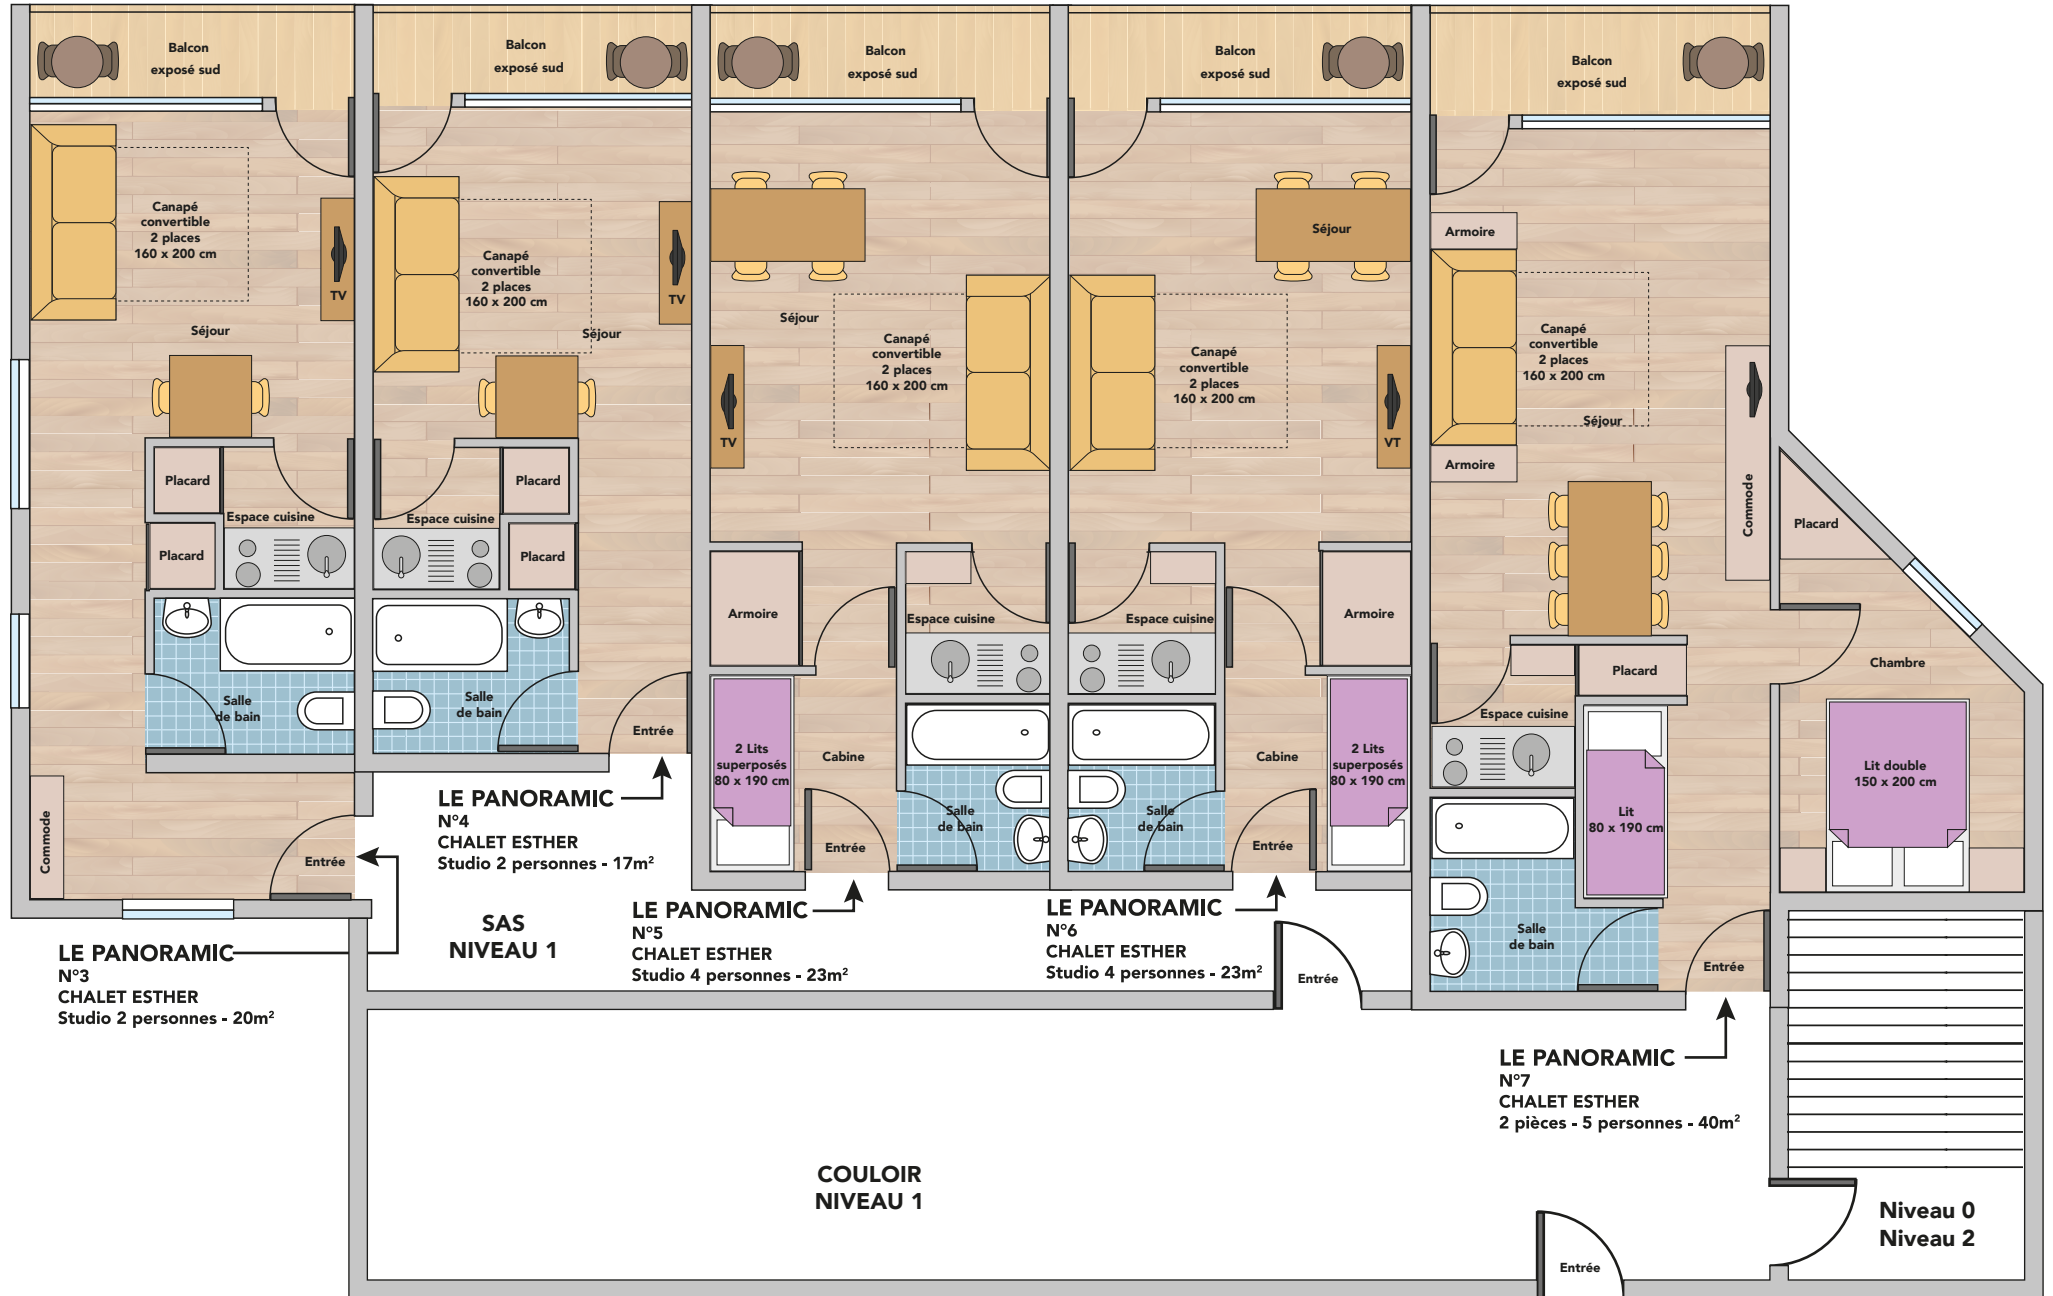 Balcon
exposé sud
Canapé
convertible
2 places
160 x 200 cm
TV
Séjour
Placard
Espace cuisine
Placard
Salle
de bain
Commode
Entrée
LE PANORAMIC
N°3
CHALET ESTHER
Studio 2 personnes - 20m²
Balcon
exposé sud
Canapé
convertible
2 places
160 x 200 cm
TV
Séjour
Placard
Espace cuisine
Placard
Salle
de bain
Entrée
LE PANORAMIC
N°4
CHALET ESTHER
Studio 2 personnes - 17m²
SAS
NIVEAU 1
Balcon
exposé sud
Séjour
Canapé
convertible
2 places
160 x 200 cm
TV
Armoire
Espace cuisine
2 Lits
superposés
80 x 190 cm
Cabine
Salle
de bain
Entrée
LE PANORAMIC
N°5
CHALET ESTHER
Studio 4 personnes - 23m²
Balcon
exposé sud
Séjour
Canapé
convertible
2 places
160 x 200 cm
VT
Armoire
Espace cuisine
2 Lits
superposés
80 x 190 cm
Cabine
Salle
de bain
Entrée
LE PANORAMIC
N°6
CHALET ESTHER
Studio 4 personnes - 23m²
Entrée
Balcon
exposé sud
Armoire
Canapé
convertible
2 places
160 x 200 cm
Séjour
Armoire
Commode
Placard
Chambre
Placard
Espace cuisine
Lit double
150 x 200 cm
Lit
80 x 190 cm
Salle
de bain
Entrée
LE PANORAMIC
N°7
CHALET ESTHER
2 pièces - 5 personnes - 40m²
COULOIR
NIVEAU 1
Niveau 0
Niveau 2
Entrée